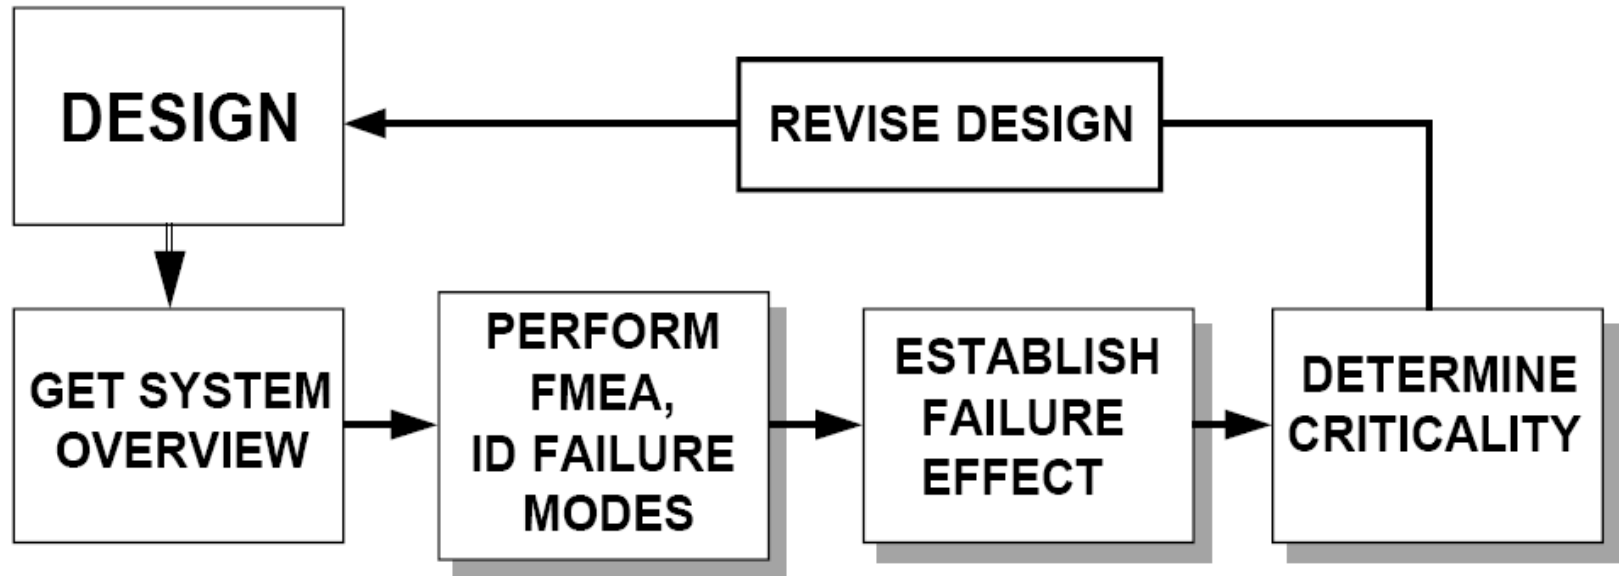 DESIGN
REVISE DESIGN
GET SYSTEM
OVERVIEW
PERFORM
FMEA,
ID FAILURE
MODES
ESTABLISH
FAILURE
EFFECT
DETERMINE
CRITICALITY